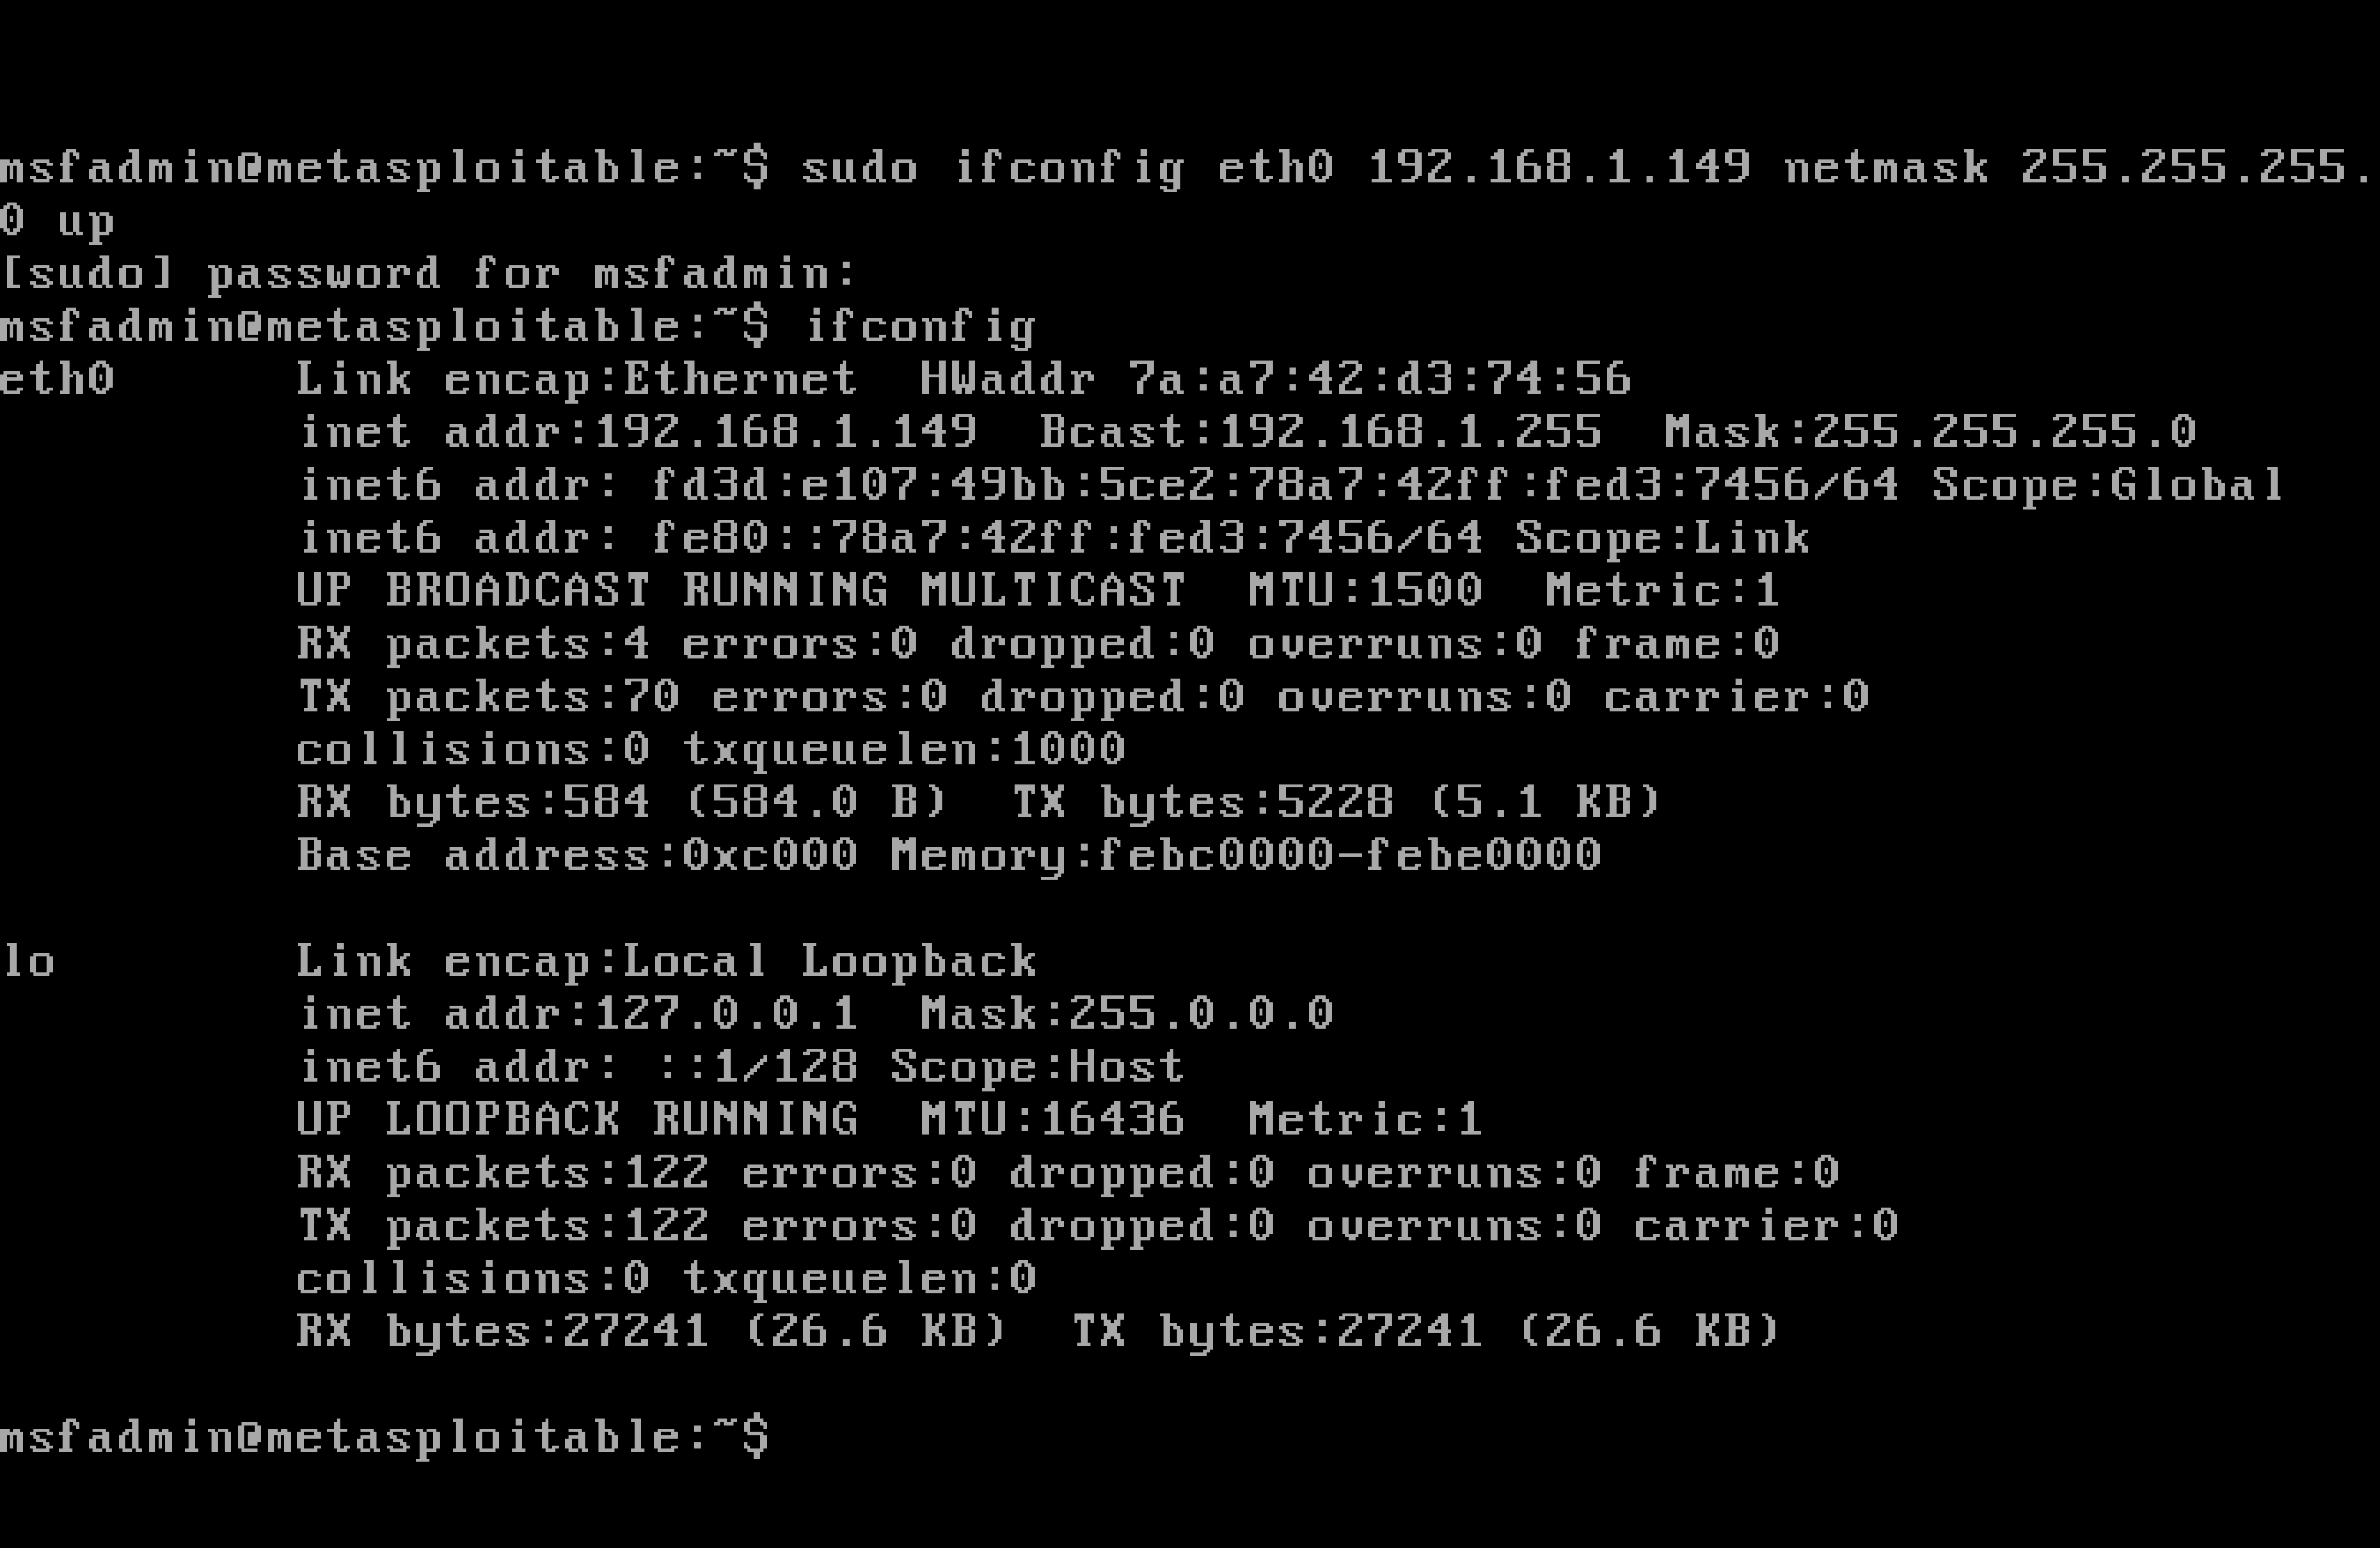 msfadmin@metasploitable:~$ sudo ifconfig eth0 192.168.1.149 netmask 255.255.255.
0 up
[sudo] password for msfadmin:
msfadmin@metasploitable:~$ ifconfig
eth0      Link encap:Ethernet  HWaddr 7a:a7:42:d3:74:56
          inet addr:192.168.1.149  Bcast:192.168.1.255  Mask:255.255.255.0
          inet6 addr: fd3d:e107:49bb:5ce2:78a7:42ff:fed3:7456/64 Scope:Global
          inet6 addr: fe80::78a7:42ff:fed3:7456/64 Scope:Link
          UP BROADCAST RUNNING MULTICAST  MTU:1500  Metric:1
          RX packets:4 errors:0 dropped:0 overruns:0 frame:0
          TX packets:70 errors:0 dropped:0 overruns:0 carrier:0
          collisions:0 txqueuelen:1000
          RX bytes:584 (584.0 B)  TX bytes:5228 (5.1 KB)
          Base address:0xc000 Memory:febc0000-febe0000

lo        Link encap:Local Loopback
          inet addr:127.0.0.1  Mask:255.0.0.0
          inet6 addr: ::1/128 Scope:Host
          UP LOOPBACK RUNNING  MTU:16436  Metric:1
          RX packets:122 errors:0 dropped:0 overruns:0 frame:0
          TX packets:122 errors:0 dropped:0 overruns:0 carrier:0
          collisions:0 txqueuelen:0
          RX bytes:27241 (26.6 KB)  TX bytes:27241 (26.6 KB)

msfadmin@metasploitable:~$